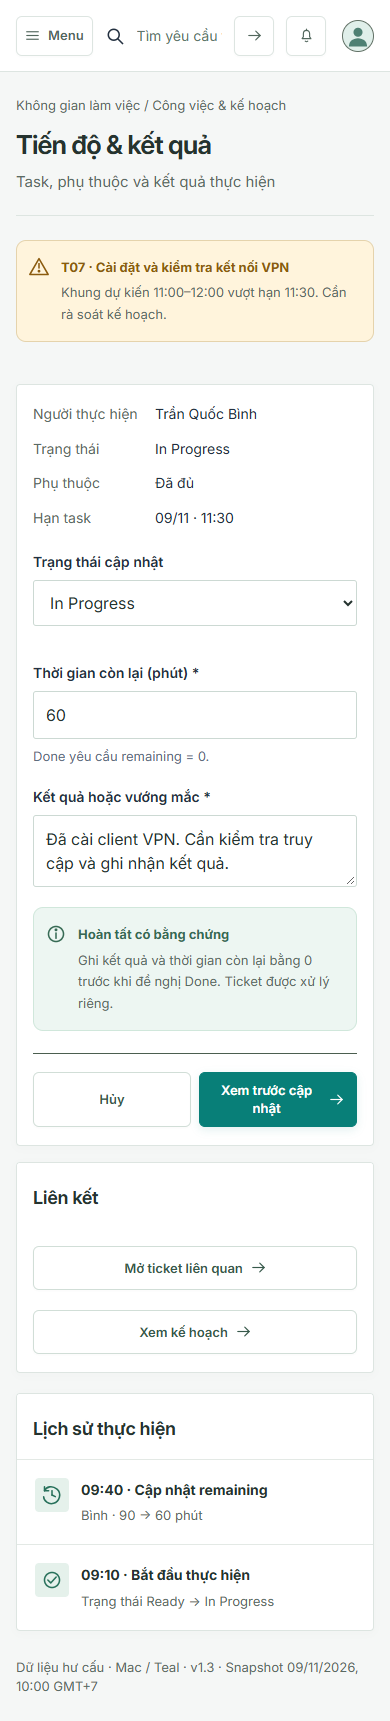 Menu
Tìm yêu cầu
Không gian làm việc / Công việc & kế hoạch
Tiến độ & kết quả
Task, phụ thuộc và kết quả thực hiện
T07 · Cài đặt và kiểm tra kết nối VPN
Khung dự kiến 11:00–12:00 vượt hạn 11:30. Cần
rà soát kế hoạch.
Người thực hiện Trần Quốc Bình
Trạng thái In Progress
Phụ thuộc Đã đủ
Hạn task 09/11 · 11:30
Trạng thái cập nhật
In Progress
Thời gian còn lại (phút) *
60
Done yêu cầu remaining = 0.
Kết quả hoặc vướng mắc *
Đã cài client VPN. Cần kiểm tra truy
cập và ghi nhận kết quả.
Hoàn tất có bằng chứng
Ghi kết quả và thời gian còn lại bằng 0
trước khi đề nghị Done. Ticket được xử lý
riêng.
Hủy
Xem trước cập
nhật →
Liên kết
Mở ticket liên quan →
Xem kế hoạch →
Lịch sử thực hiện
09:40 · Cập nhật remaining
Bình · 90 → 60 phút
09:10 · Bắt đầu thực hiện
Trạng thái Ready → In Progress
Dữ liệu hư cấu · Mac / Teal · v1.3 · Snapshot 09/11/2026,
10:00 GMT+7